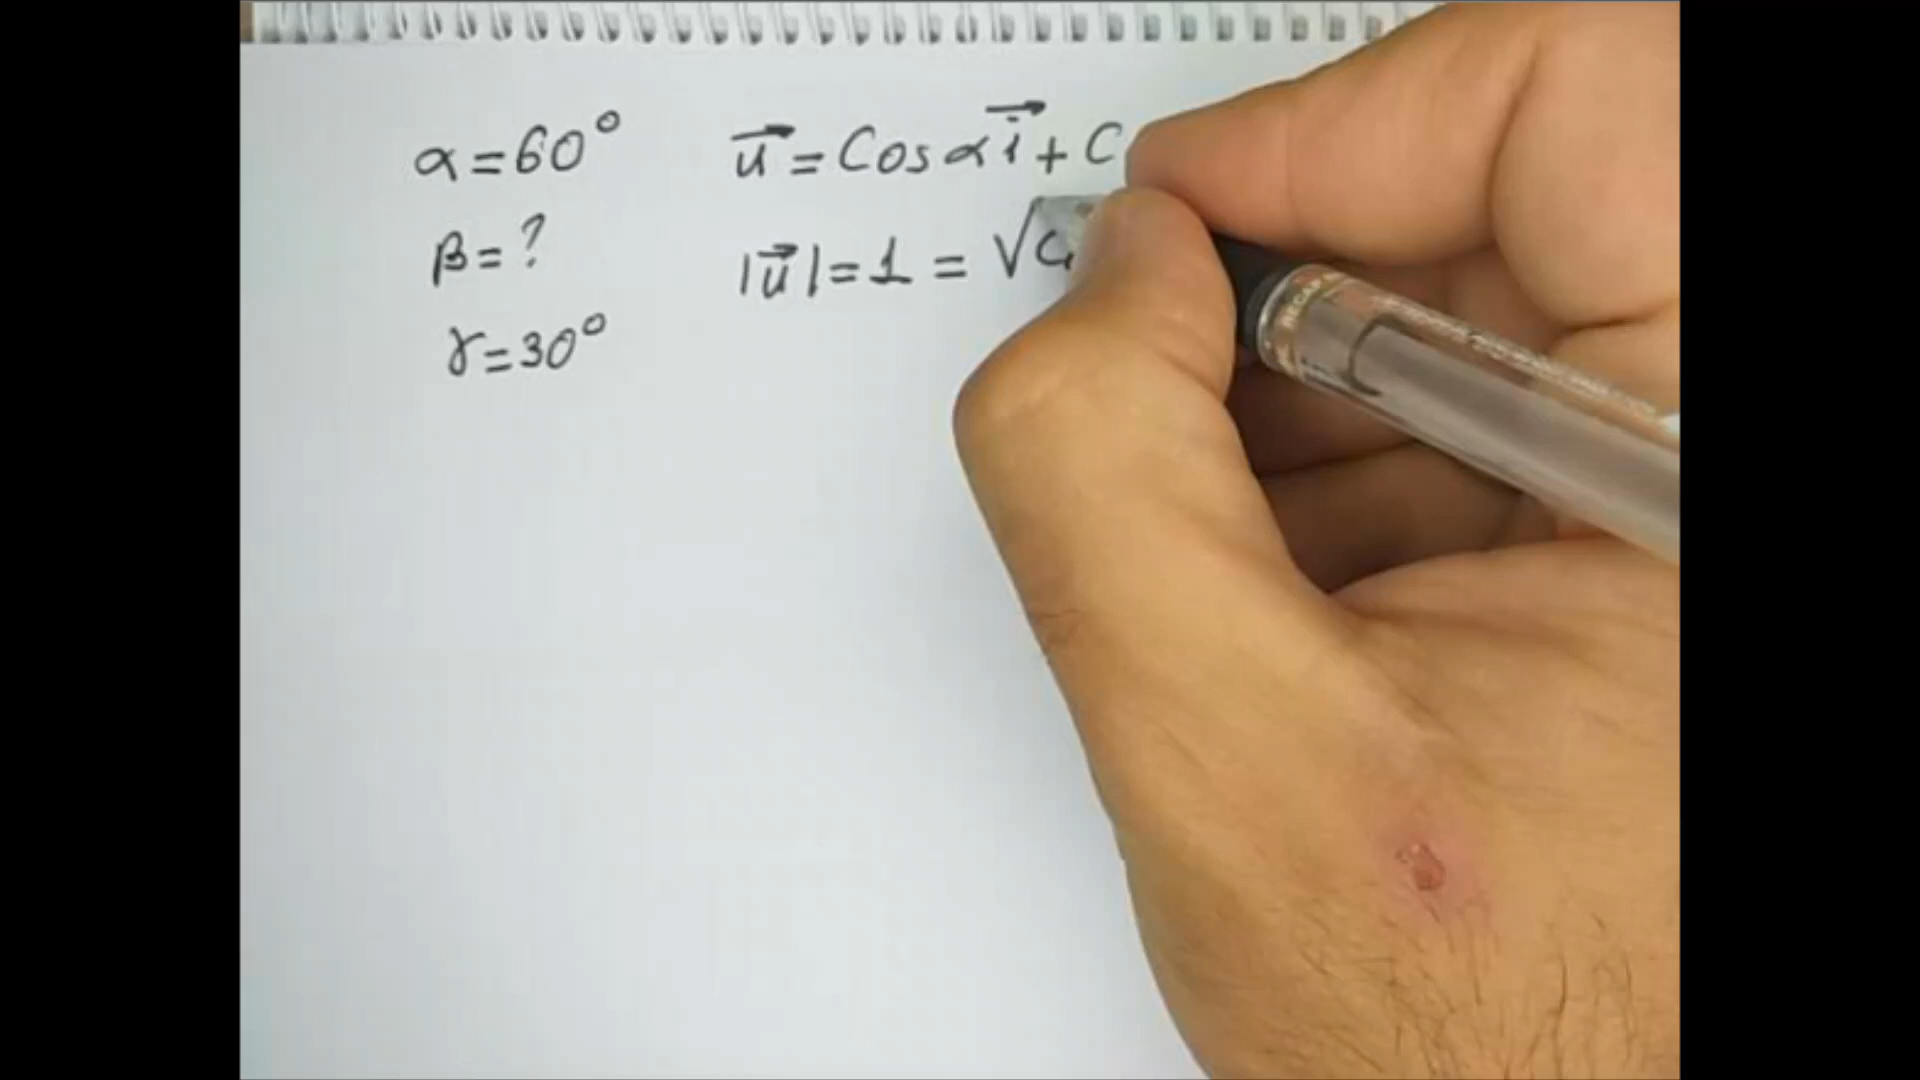 α = 60°
β = ?
γ = 30°
u⃗ = Cos α i⃗ + C
|u⃗| = 1 = √C